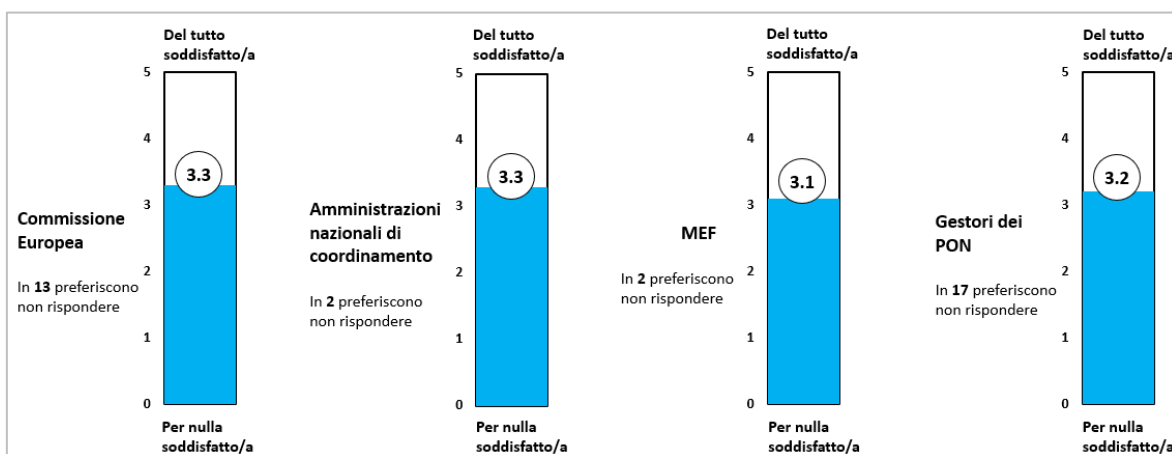 Del tutto
soddisfatto/a
5
4
3.3
3
Commissione
Europea
2
In 13 preferiscono
non rispondere
1
0
Per nulla
soddisfatto/a
Del tutto
soddisfatto/a
5
4
3.3
3
Amministrazioni
nazionali di
coordinamento
2
In 2 preferiscono
non rispondere
1
0
Per nulla
soddisfatto/a
Del tutto
soddisfatto/a
5
4
3.1
3
MEF
2
In 2 preferiscono
non rispondere
1
0
Per nulla
soddisfatto/a
Del tutto
soddisfatto/a
5
4
3.2
3
Gestori dei
PON
2
In 17 preferiscono
non rispondere
1
0
Per nulla
soddisfatto/a